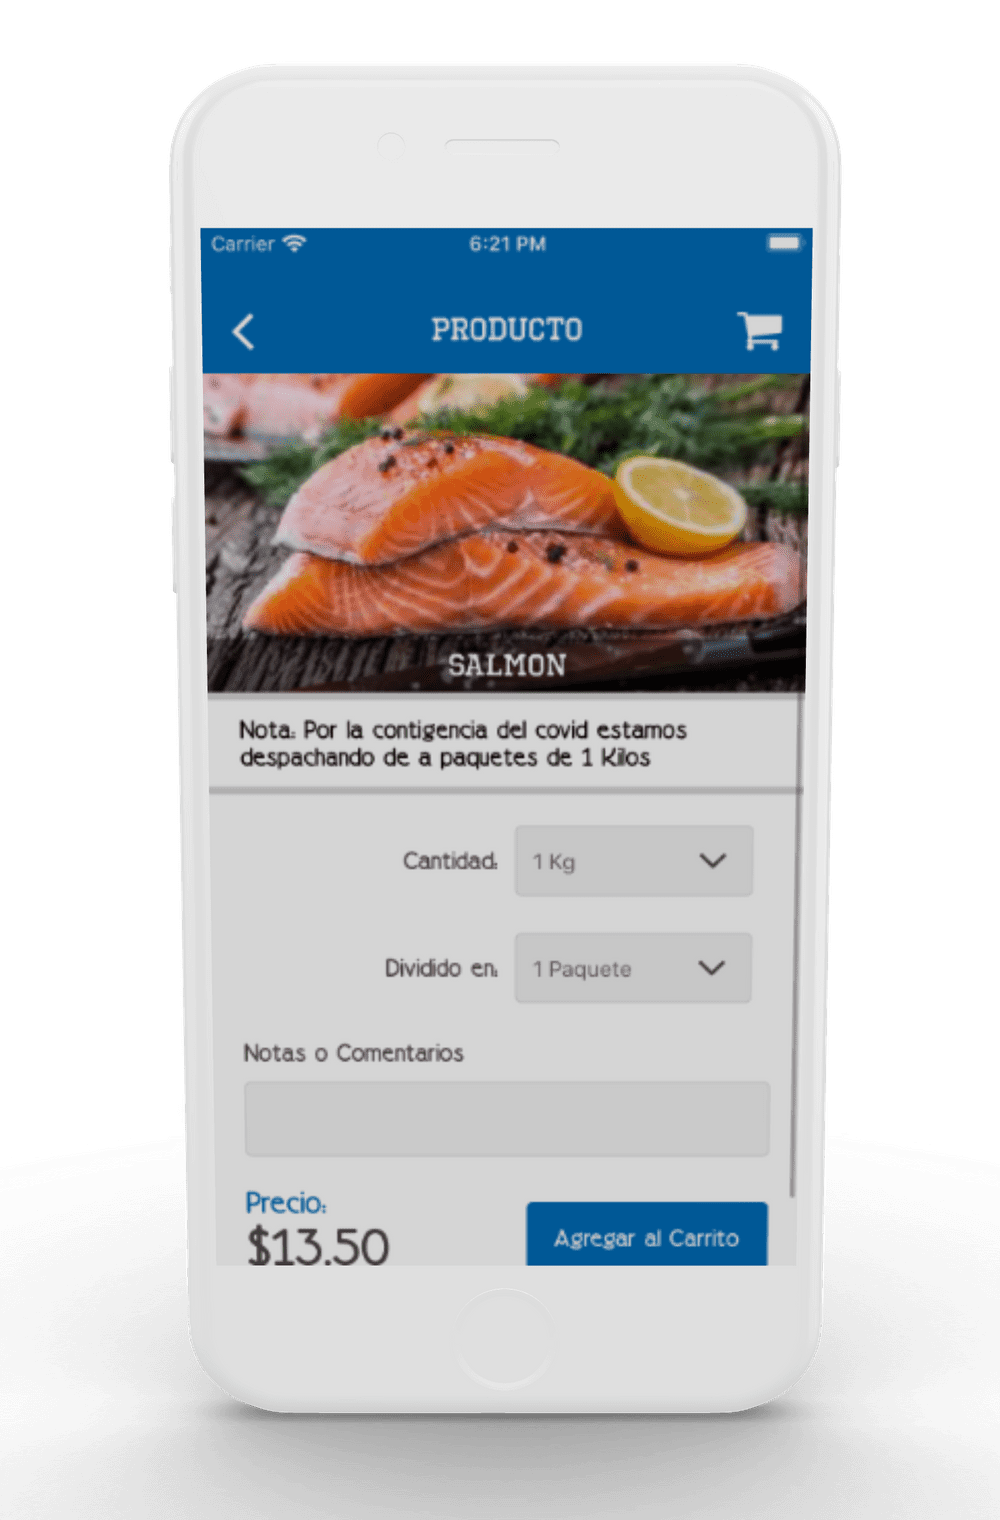 Carrier 6:21 PM
PRODUCTO
SALMON
Nota: Por la contigencia del covid estamos
despachando de a paquetes de 1 Kilos
Cantidad: 1 Kg
Dividido en: 1 Paquete
Notas o Comentarios
Precio:
$13.50
Agregar al Carrito